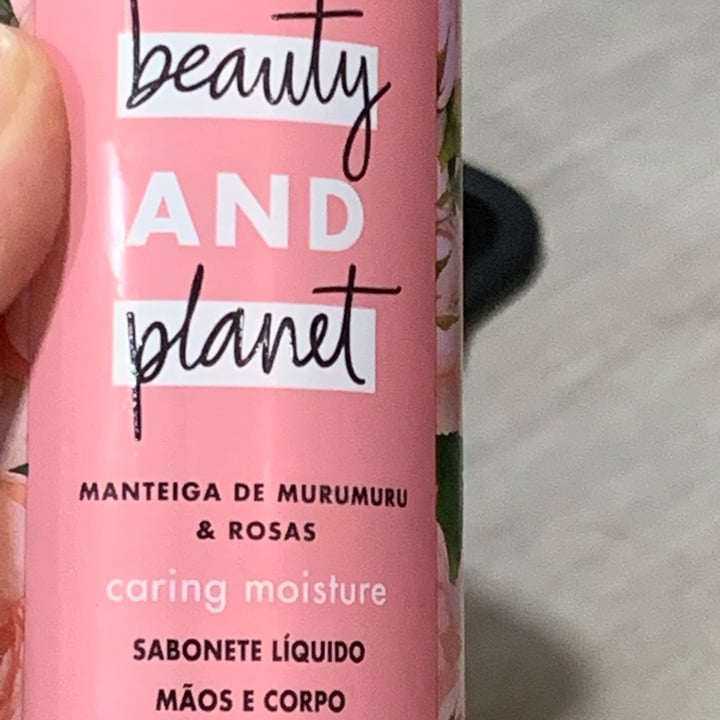 beauty
AND
planet
MANTEIGA DE MURUMURU
& ROSAS
caring moisture
SABONETE LÍQUIDO
MÃOS E CORPO